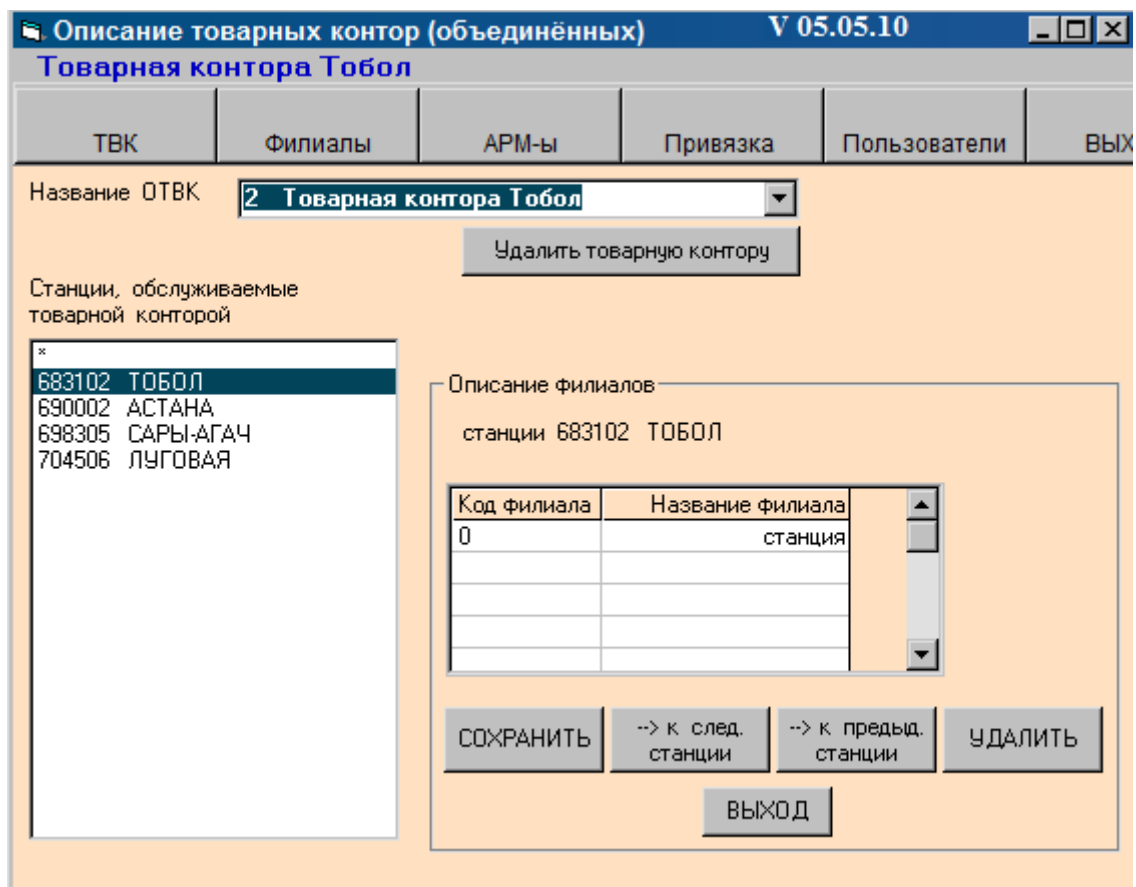 Описание товарных контор (объединённых) V 05.05.10
Товарная контора Тобол
ТВК Филиалы АРМ-ы Привязка Пользователи ВЫХ
Название ОТВК 2 Товарная контора Тобол
Удалить товарную контору
Станции, обслуживаемые
товарной конторой
*
683102 ТОБОЛ
690002 АСТАНА
698305 САРЫ-АГАЧ
704506 ЛУГОВАЯ
Описание филиалов
станции 683102 ТОБОЛ
Код филиала Название филиала
0 станция
СОХРАНИТЬ
--> к след.
станции
--> к предыд.
станции
УДАЛИТЬ
ВЫХОД